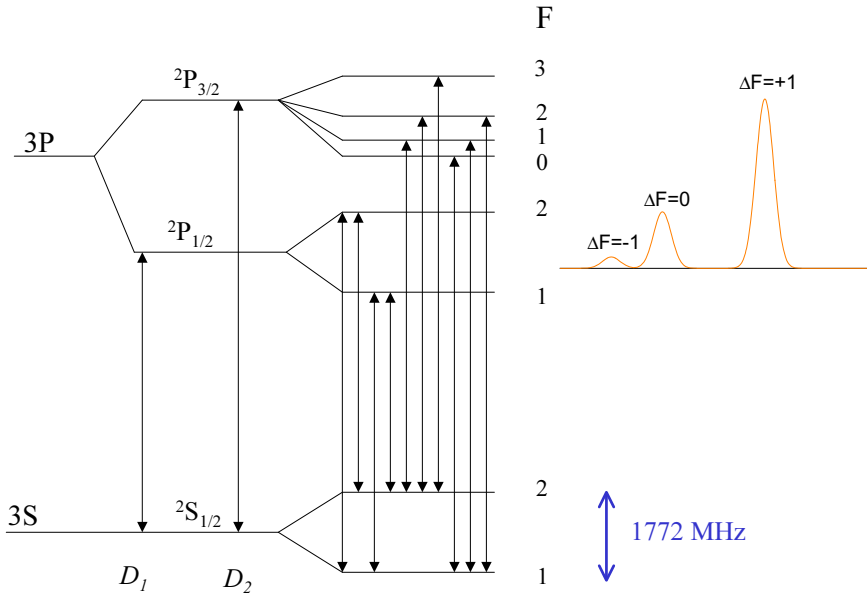 F
3
ΔF=+1
²P₃/₂
2
3P
1
0
ΔF=0
2
²P₁/₂
ΔF=-1
1
3S
²S₁/₂
2
1772 MHz
D₁
D₂
1